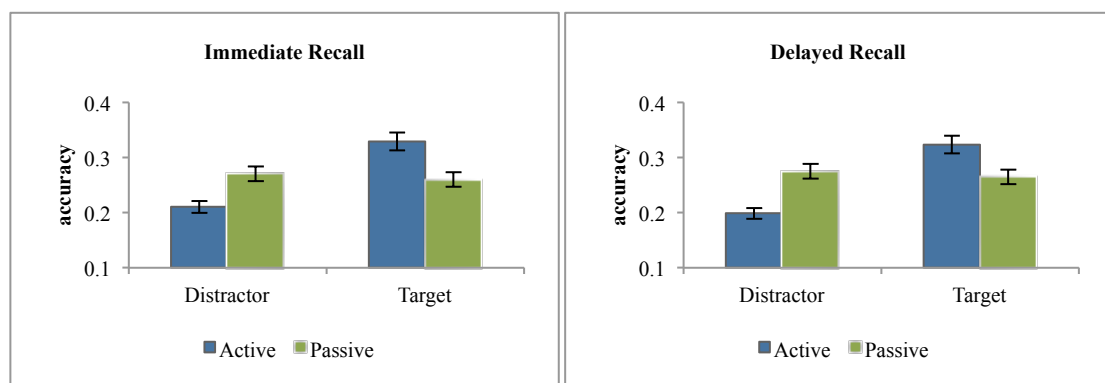 Immediate Recall
accuracy
0.4
0.3
0.2
0.1
Distractor Target
Active Passive
Delayed Recall
accuracy
0.4
0.3
0.2
0.1
Distractor Target
Active Passive